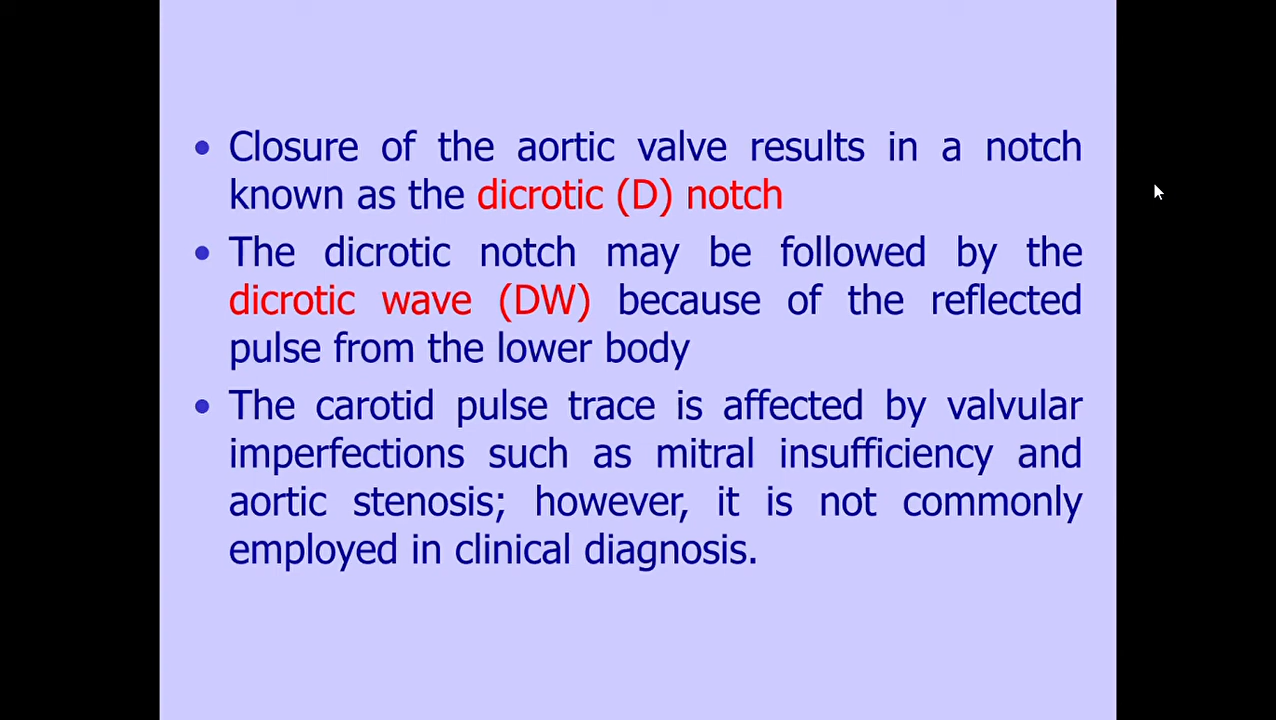 • Closure of the aortic valve results in a notch
known as the dicrotic (D) notch
• The dicrotic notch may be followed by the
dicrotic wave (DW) because of the reflected
pulse from the lower body
• The carotid pulse trace is affected by valvular
imperfections such as mitral insufficiency and
aortic stenosis; however, it is not commonly
employed in clinical diagnosis.